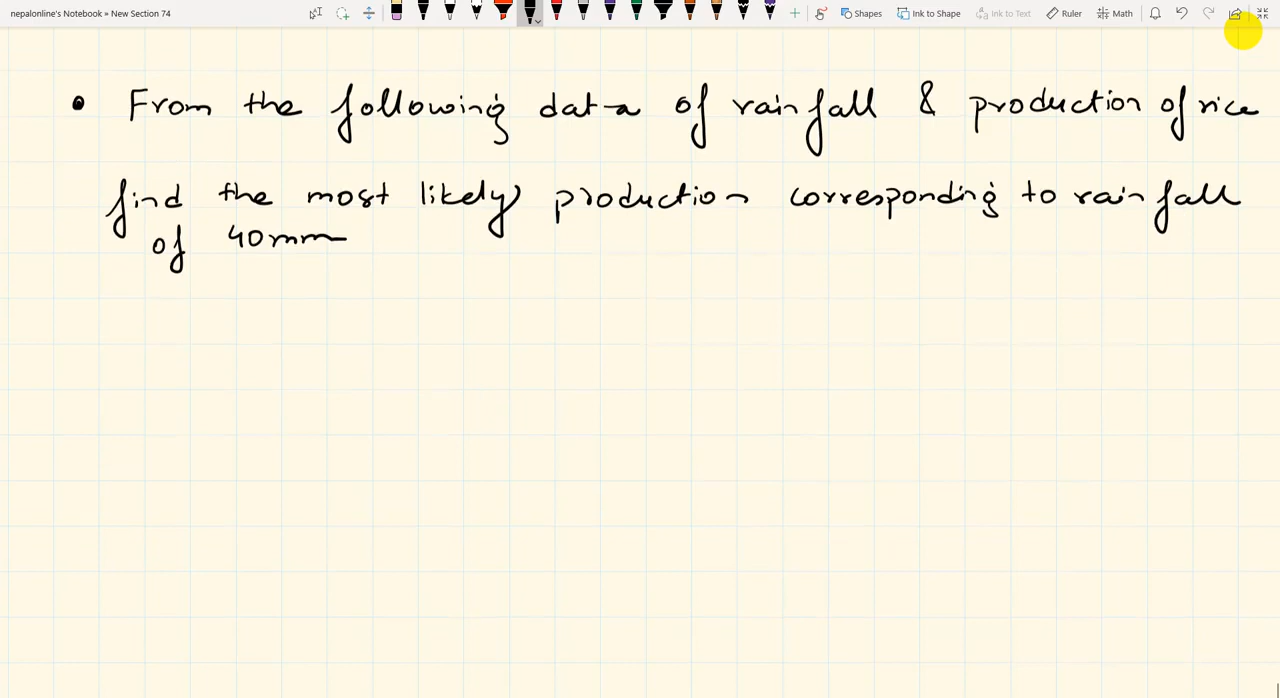 nepalonline's Notebook » New Section 74
Shapes Ink to Shape Ink to Text Ruler Math
• From the following data of rainfall & production of rice
find the most likely production corresponding to rainfall
of 40mm